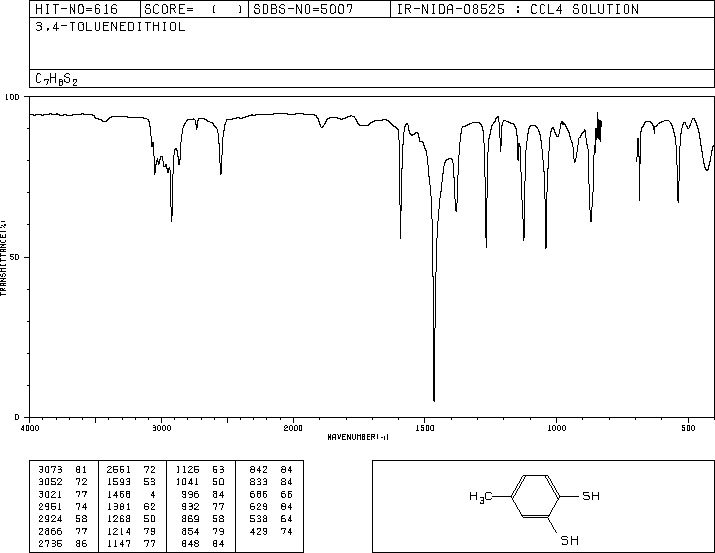 HIT-NO=616 SCORE= ( ) SDBS-NO=5007 IR-NIDA-08525 : CCL4 SOLUTION
3,4-TOLUENEDITHIOL
C7H8S2
100
50
0
TRANSMITTANCE(%)
4000 3000 2000 1500 1000 500
WAVENUMBER(-1)
3073 81 2561 72 1126 53 842 84
3052 72 1593 53 1041 50 833 84
3021 77 1468 4 996 84 686 66
2951 74 1381 62 932 77 629 84
2924 58 1268 50 869 58 538 64
2866 77 1214 79 854 79 429 74
2735 86 1147 77 848 84
H3C
SH
SH